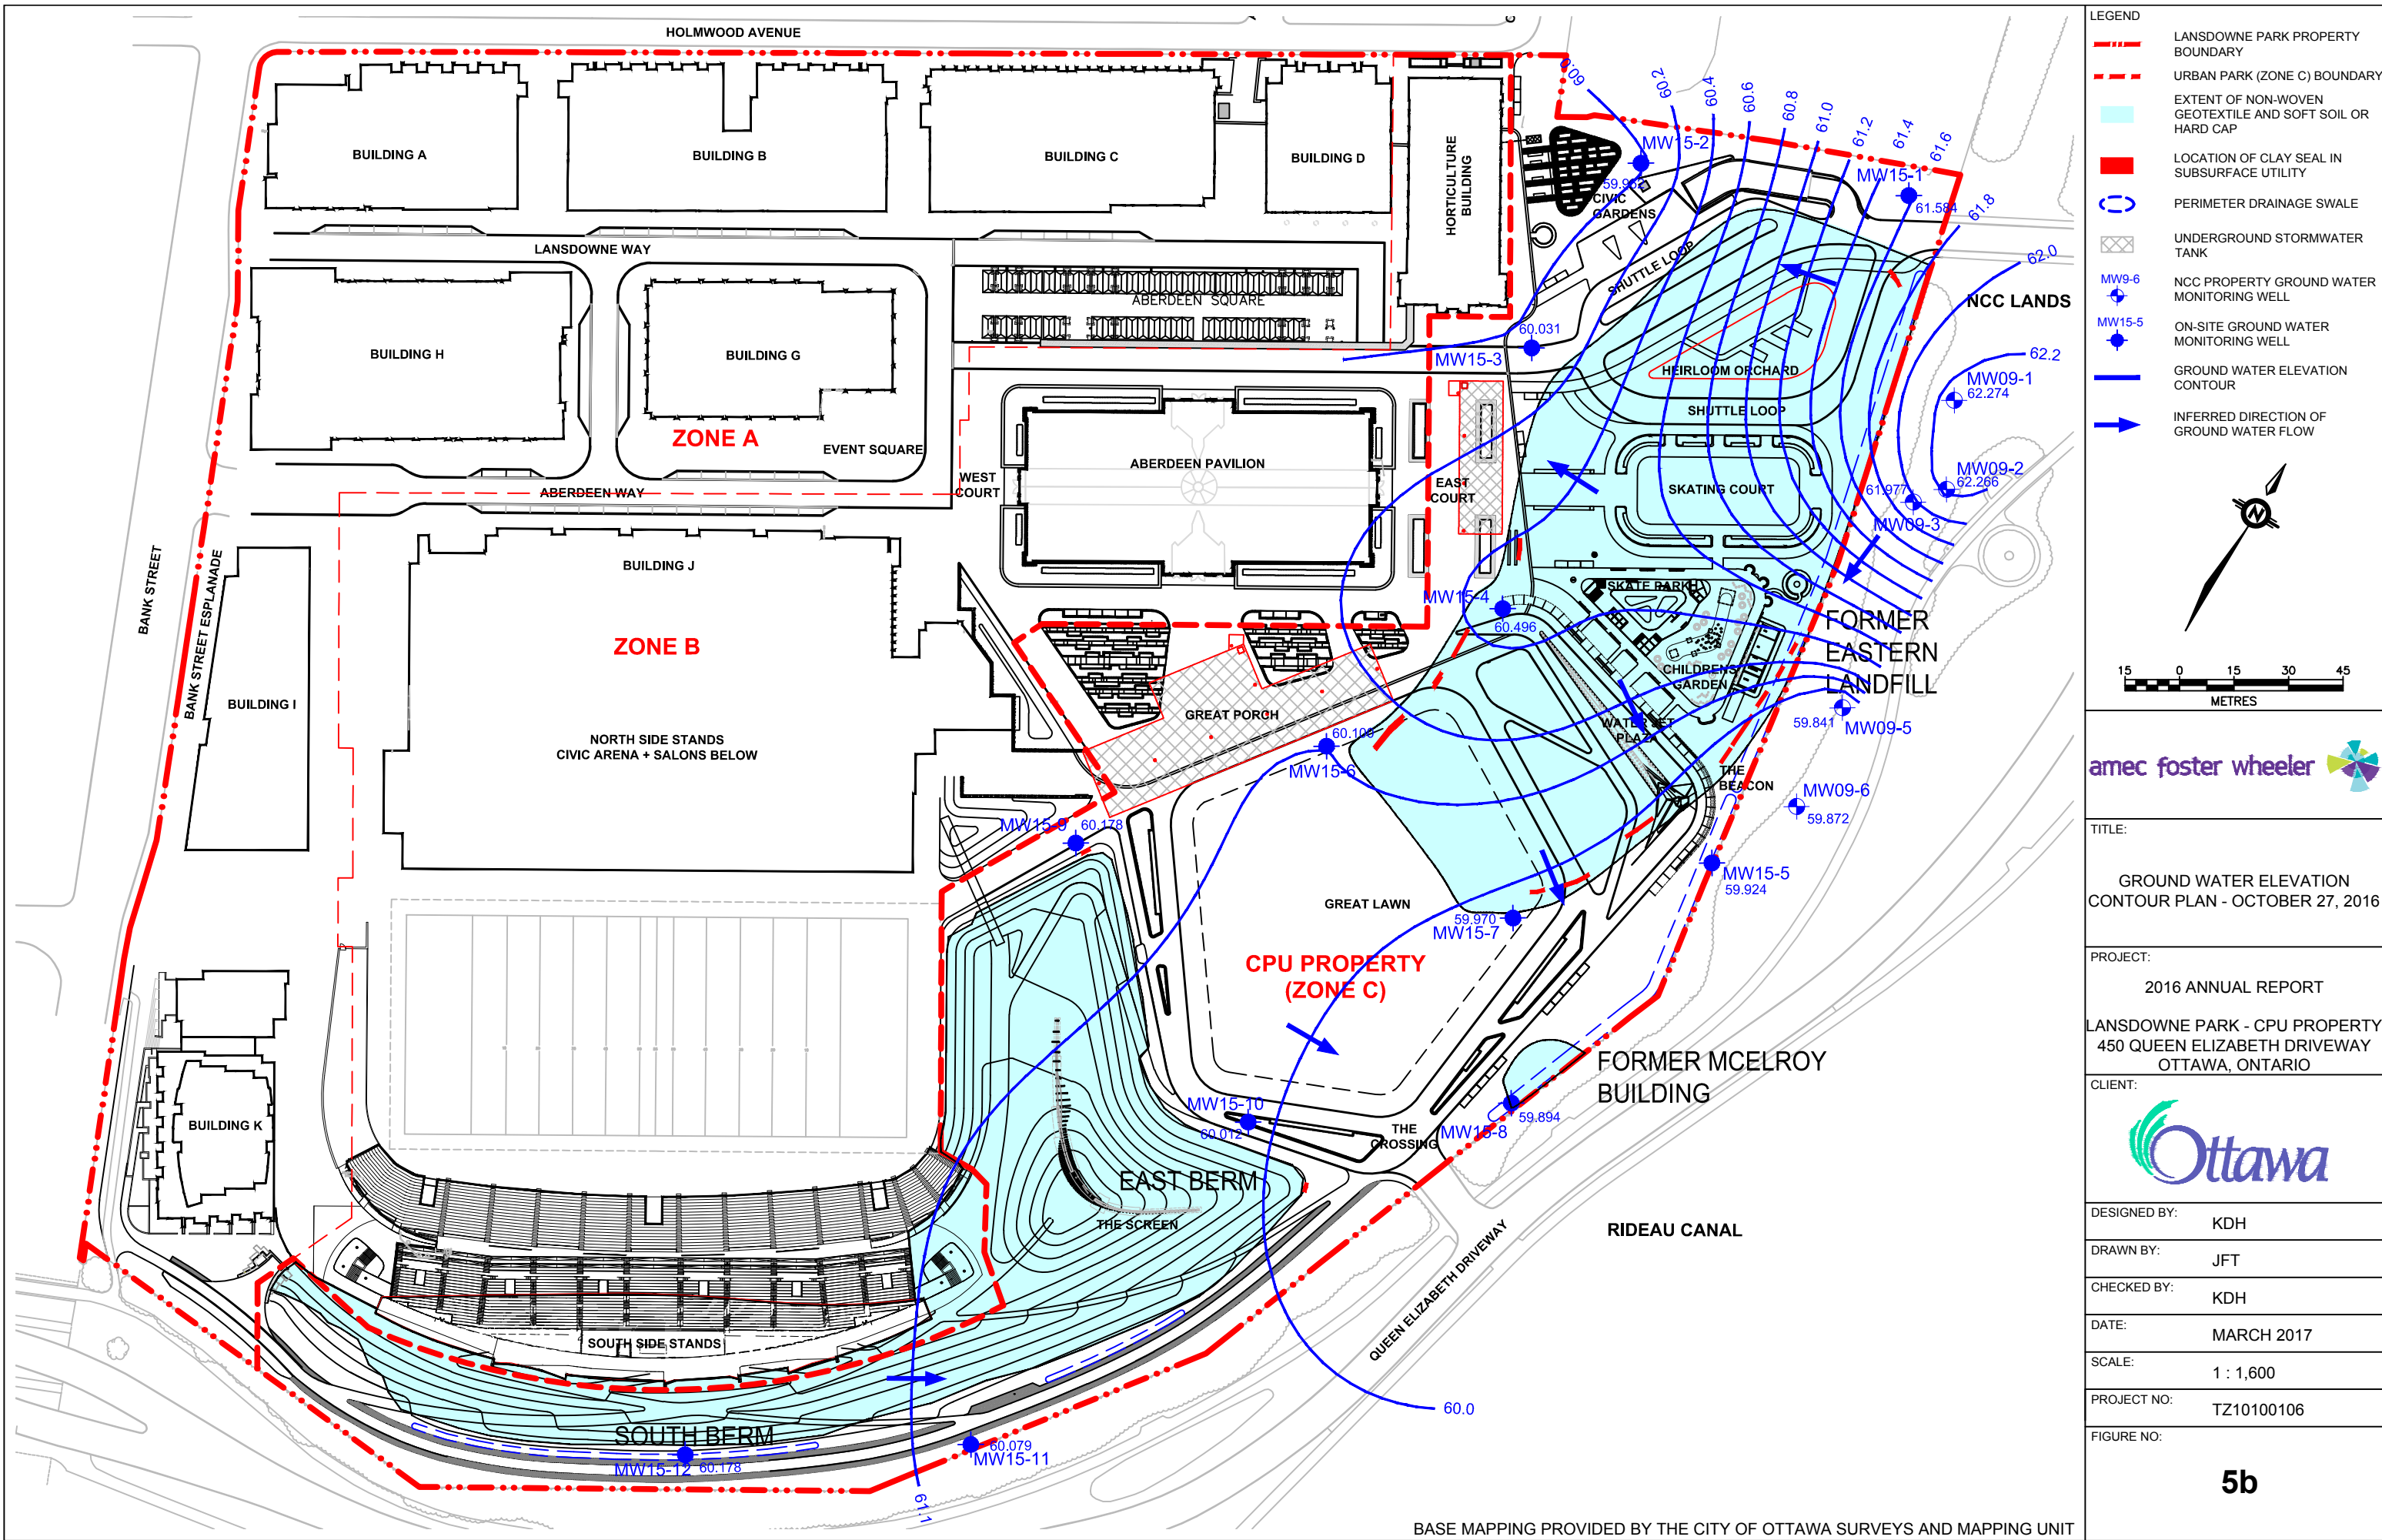 HOLMWOOD AVENUE
BUILDING A
BUILDING B
BUILDING C
BUILDING D
HORTICULTURE
BUILDING
60.0
60.2
60.4
60.6
60.8
61.0
61.2
61.4
61.6
61.8
62.0
62.2
MW15-2
CIVIC
GARDENS
MW15-1
61.584
LANSDOWNE WAY
SHUTTLE LOOP
ABERDEEN SQUARE
NCC LANDS
BUILDING H
BUILDING G
60.031
MW15-3
HEIRLOOM ORCHARD
SHUTTLE LOOP
MW09-1
62.274
ZONE A
EVENT SQUARE
WEST
COURT
ABERDEEN PAVILION
EAST
COURT
SKATING COURT
MW09-2
62.266
61.977
MW09-3
ABERDEEN WAY
BANK STREET
BANK STREET ESPLANADE
BUILDING J
SKATE PARK
MW15-4
60.496
ZONE B
FORMER
EASTERN
LANDFILL
CHILDRENS
GARDEN
BUILDING I
GREAT PORCH
WATER JET
PLAZA
59.841
MW09-5
NORTH SIDE STANDS
CIVIC ARENA + SALONS BELOW
MW15-6
THE
BEACON
MW09-6
59.872
MW15-9
60.178
MW15-5
59.924
GREAT LAWN
59.970
MW15-7
CPU PROPERTY
(ZONE C)
FORMER MCELROY
BUILDING
MW15-10
60.012
THE
CROSSING
MW15-8
59.894
BUILDING K
EAST BERM
THE SCREEN
RIDEAU CANAL
QUEEN ELIZABETH DRIVEWAY
SOUTH SIDE STANDS
60.0
SOUTH BERM
MW15-12
60.178
60.079
MW15-11
61.1
BASE MAPPING PROVIDED BY THE CITY OF OTTAWA SURVEYS AND MAPPING UNIT
LEGEND
LANSDOWNE PARK PROPERTY
BOUNDARY
URBAN PARK (ZONE C) BOUNDARY
EXTENT OF NON-WOVEN
GEOTEXTILE AND SOFT SOIL OR
HARD CAP
LOCATION OF CLAY SEAL IN
SUBSURFACE UTILITY
PERIMETER DRAINAGE SWALE
UNDERGROUND STORMWATER
TANK
MW9-6
NCC PROPERTY GROUND WATER
MONITORING WELL
MW15-5
ON-SITE GROUND WATER
MONITORING WELL
GROUND WATER ELEVATION
CONTOUR
INFERRED DIRECTION OF
GROUND WATER FLOW
N
15 0 15 30 45
METRES
amec foster wheeler
TITLE:
GROUND WATER ELEVATION
CONTOUR PLAN - OCTOBER 27, 2016
PROJECT:
2016 ANNUAL REPORT
LANSDOWNE PARK - CPU PROPERTY
450 QUEEN ELIZABETH DRIVEWAY
OTTAWA, ONTARIO
CLIENT:
Ottawa
DESIGNED BY:
KDH
DRAWN BY:
JFT
CHECKED BY:
KDH
DATE:
MARCH 2017
SCALE:
1 : 1,600
PROJECT NO:
TZ10100106
FIGURE NO:
5b